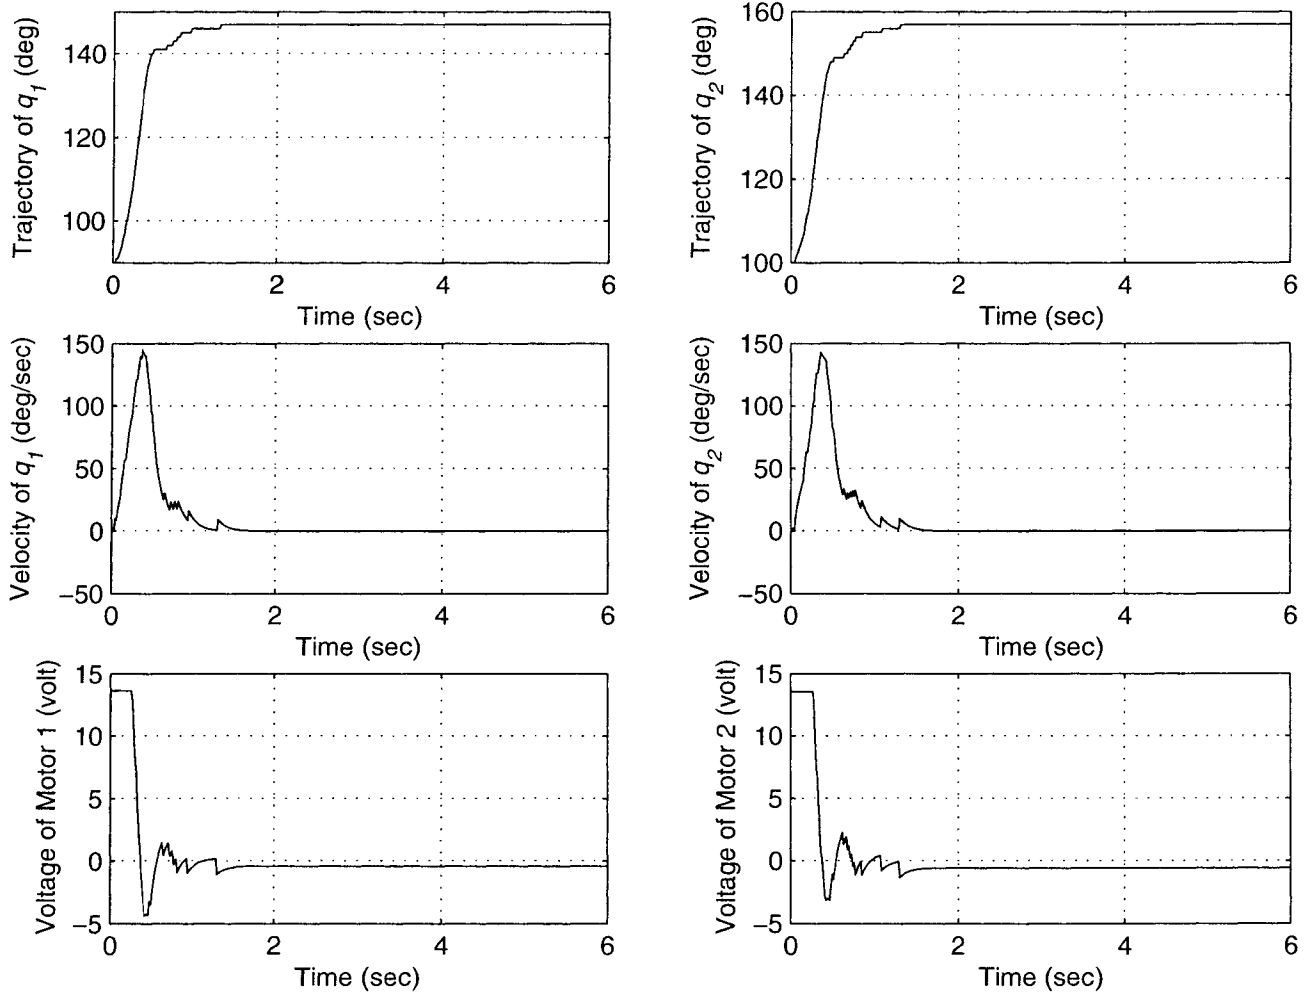 Trajectory of q1 (deg)
140
120
100
0 2 4 6
Time (sec)
Trajectory of q2 (deg)
160
140
120
100
0 2 4 6
Time (sec)
Velocity of q1 (deg/sec)
150
100
50
0
−50
0 2 4 6
Time (sec)
Velocity of q2 (deg/sec)
150
100
50
0
−50
0 2 4 6
Time (sec)
Voltage of Motor 1 (volt)
15
10
5
0
−5
0 2 4 6
Time (sec)
Voltage of Motor 2 (volt)
15
10
5
0
−5
0 2 4 6
Time (sec)